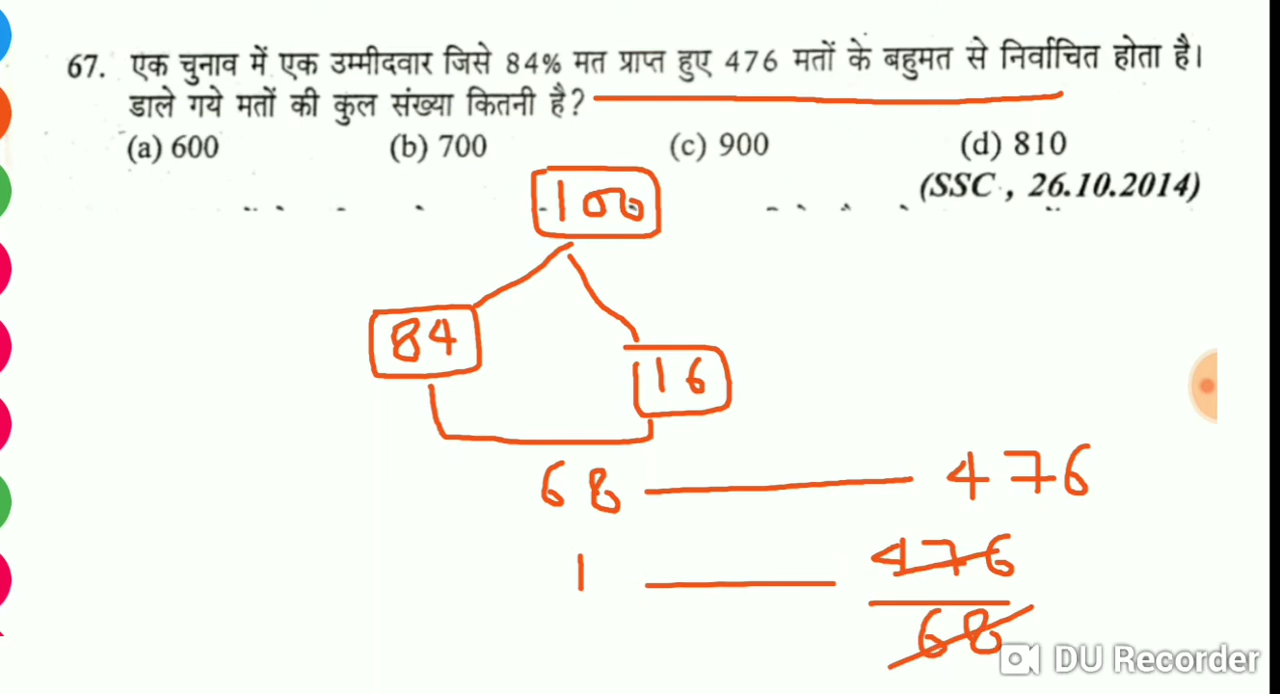 67. एक चुनाव में एक उम्मीदवार जिसे 84% मत प्राप्त हुए 476 मतों के बहुमत से निर्वाचित होता है।
डाले गये मतों की कुल संख्या कितनी है?
(a) 600 (b) 700 (c) 900 (d) 810
(SSC , 26.10.2014)
100
84
16
68 476
1 476
68
DU Recorder